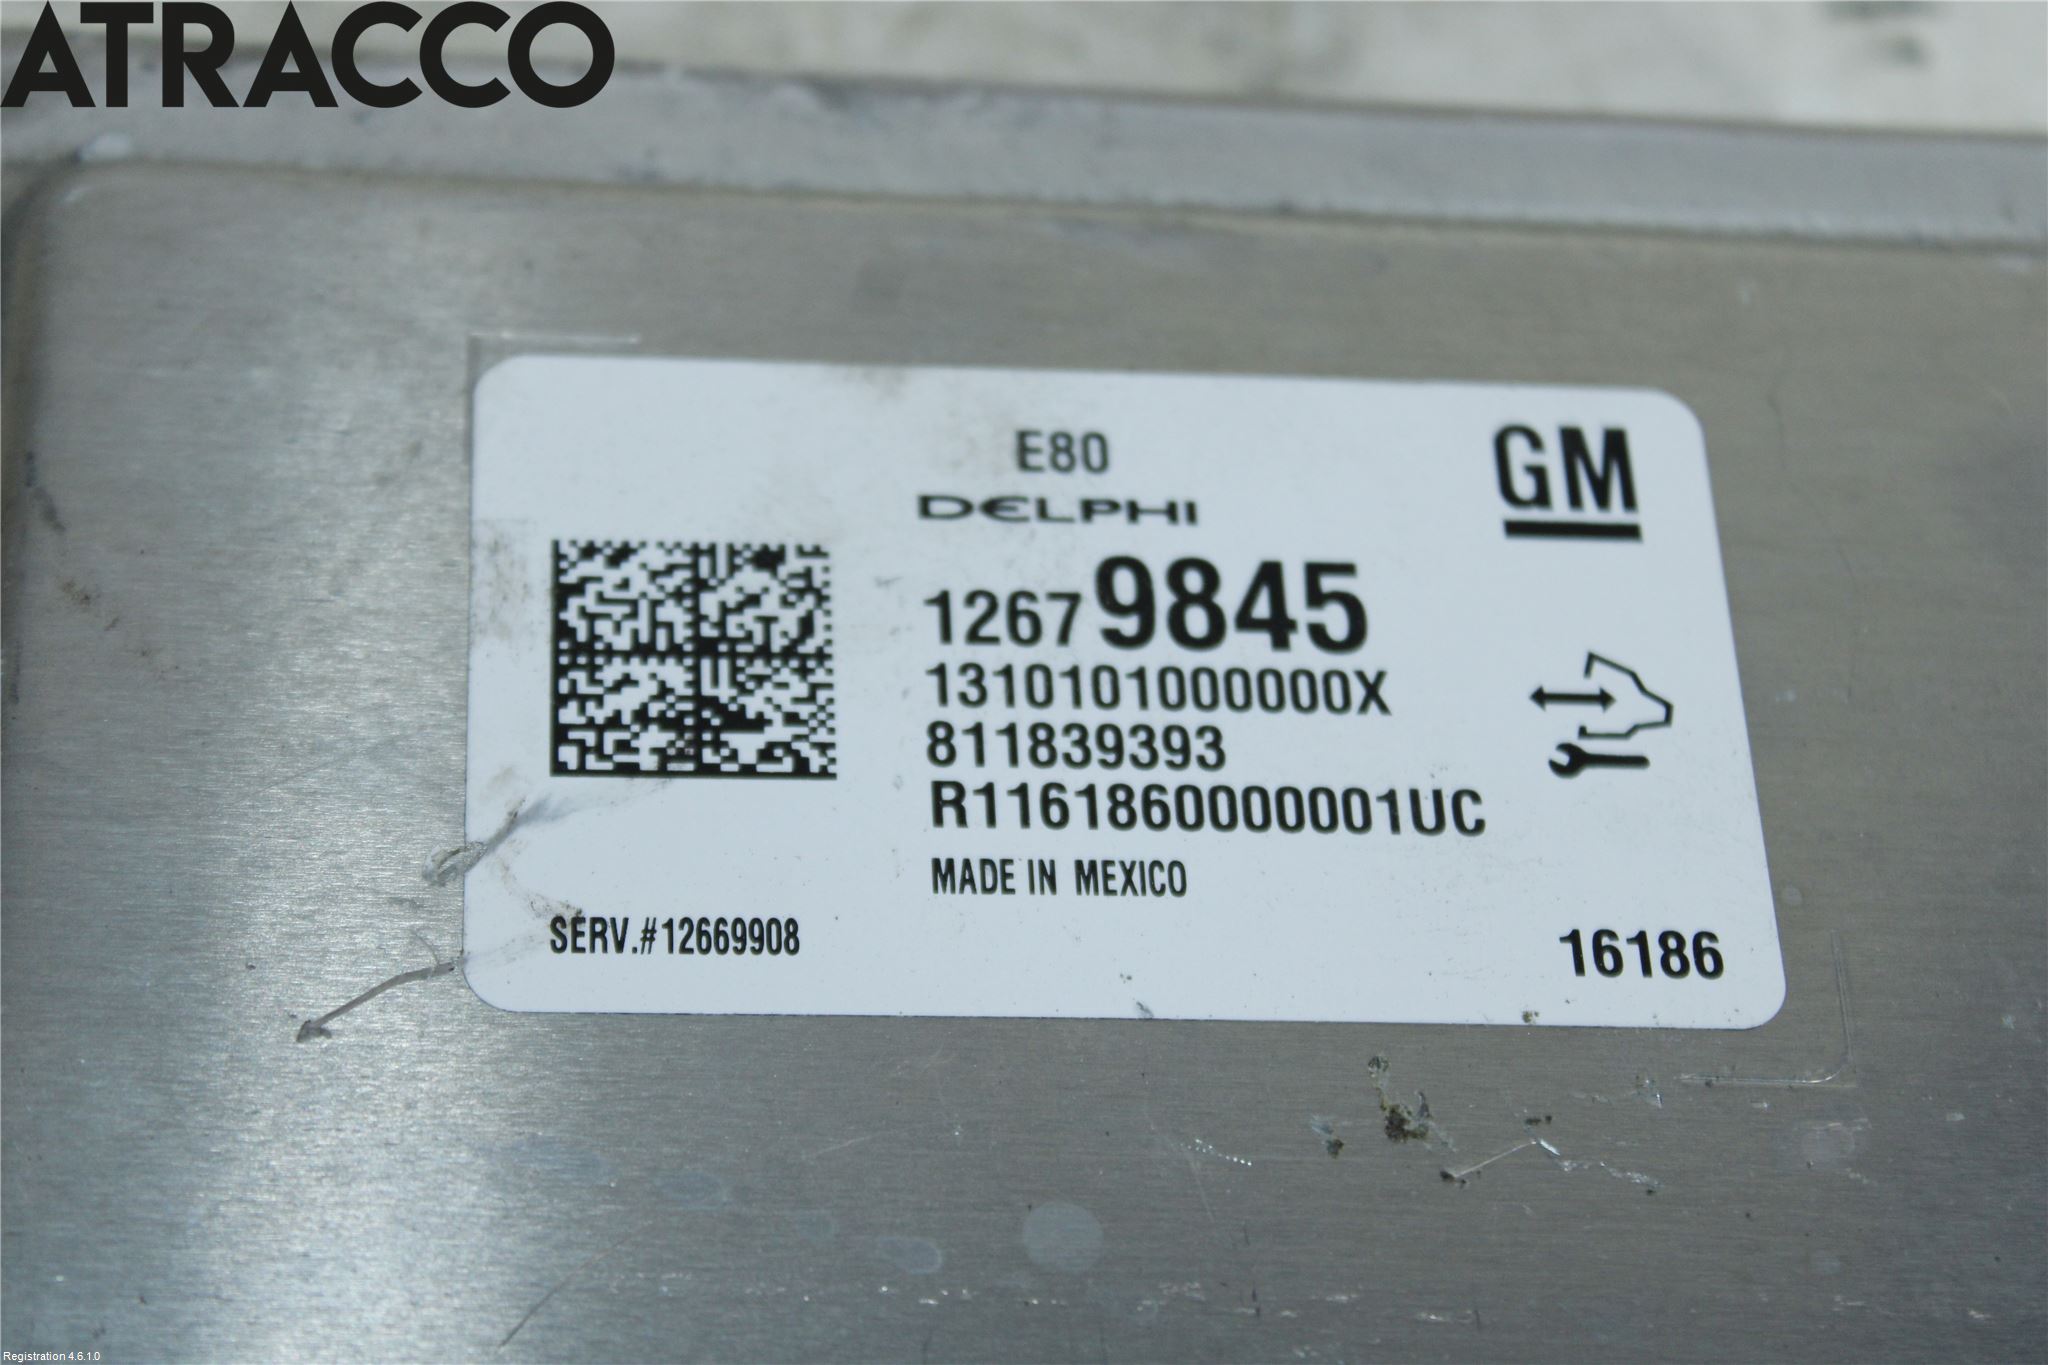 ATRACCO
E80
GM
DELPHI
12679845
1310101000000X
811839393
R1161860000001UC
MADE IN MEXICO
SERV.#12669908
16186
Registration 4.6.1.0